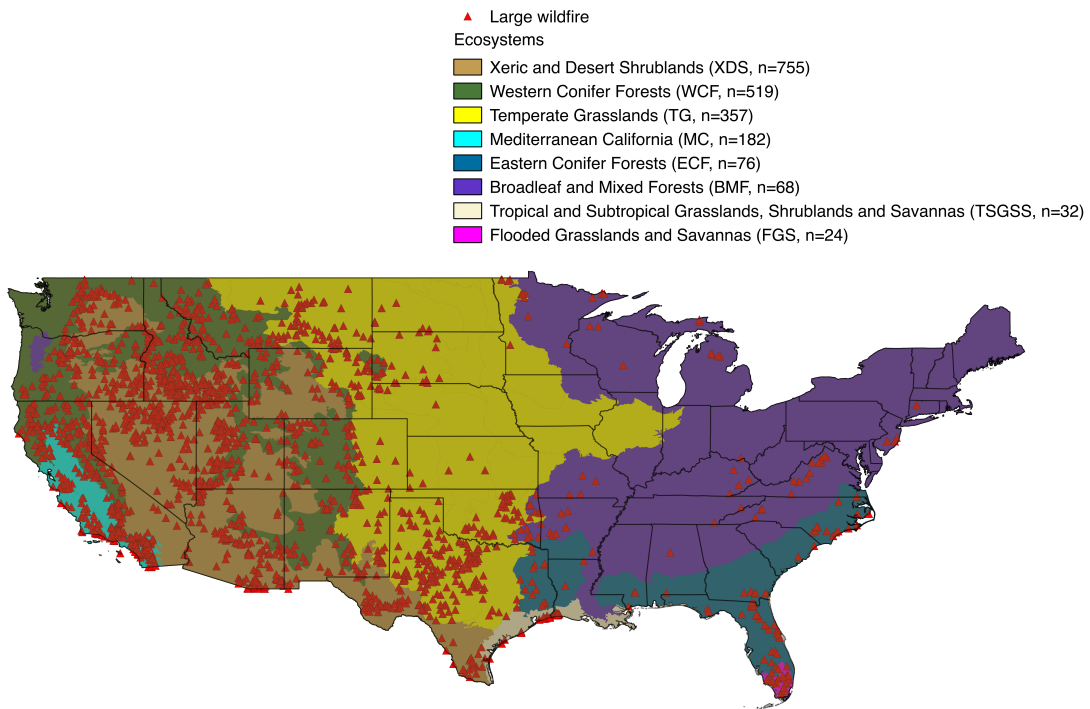 Large wildfire
Ecosystems
Xeric and Desert Shrublands (XDS, n=755)
Western Conifer Forests (WCF, n=519)
Temperate Grasslands (TG, n=357)
Mediterranean California (MC, n=182)
Eastern Conifer Forests (ECF, n=76)
Broadleaf and Mixed Forests (BMF, n=68)
Tropical and Subtropical Grasslands, Shrublands and Savannas (TSGSS, n=32)
Flooded Grasslands and Savannas (FGS, n=24)